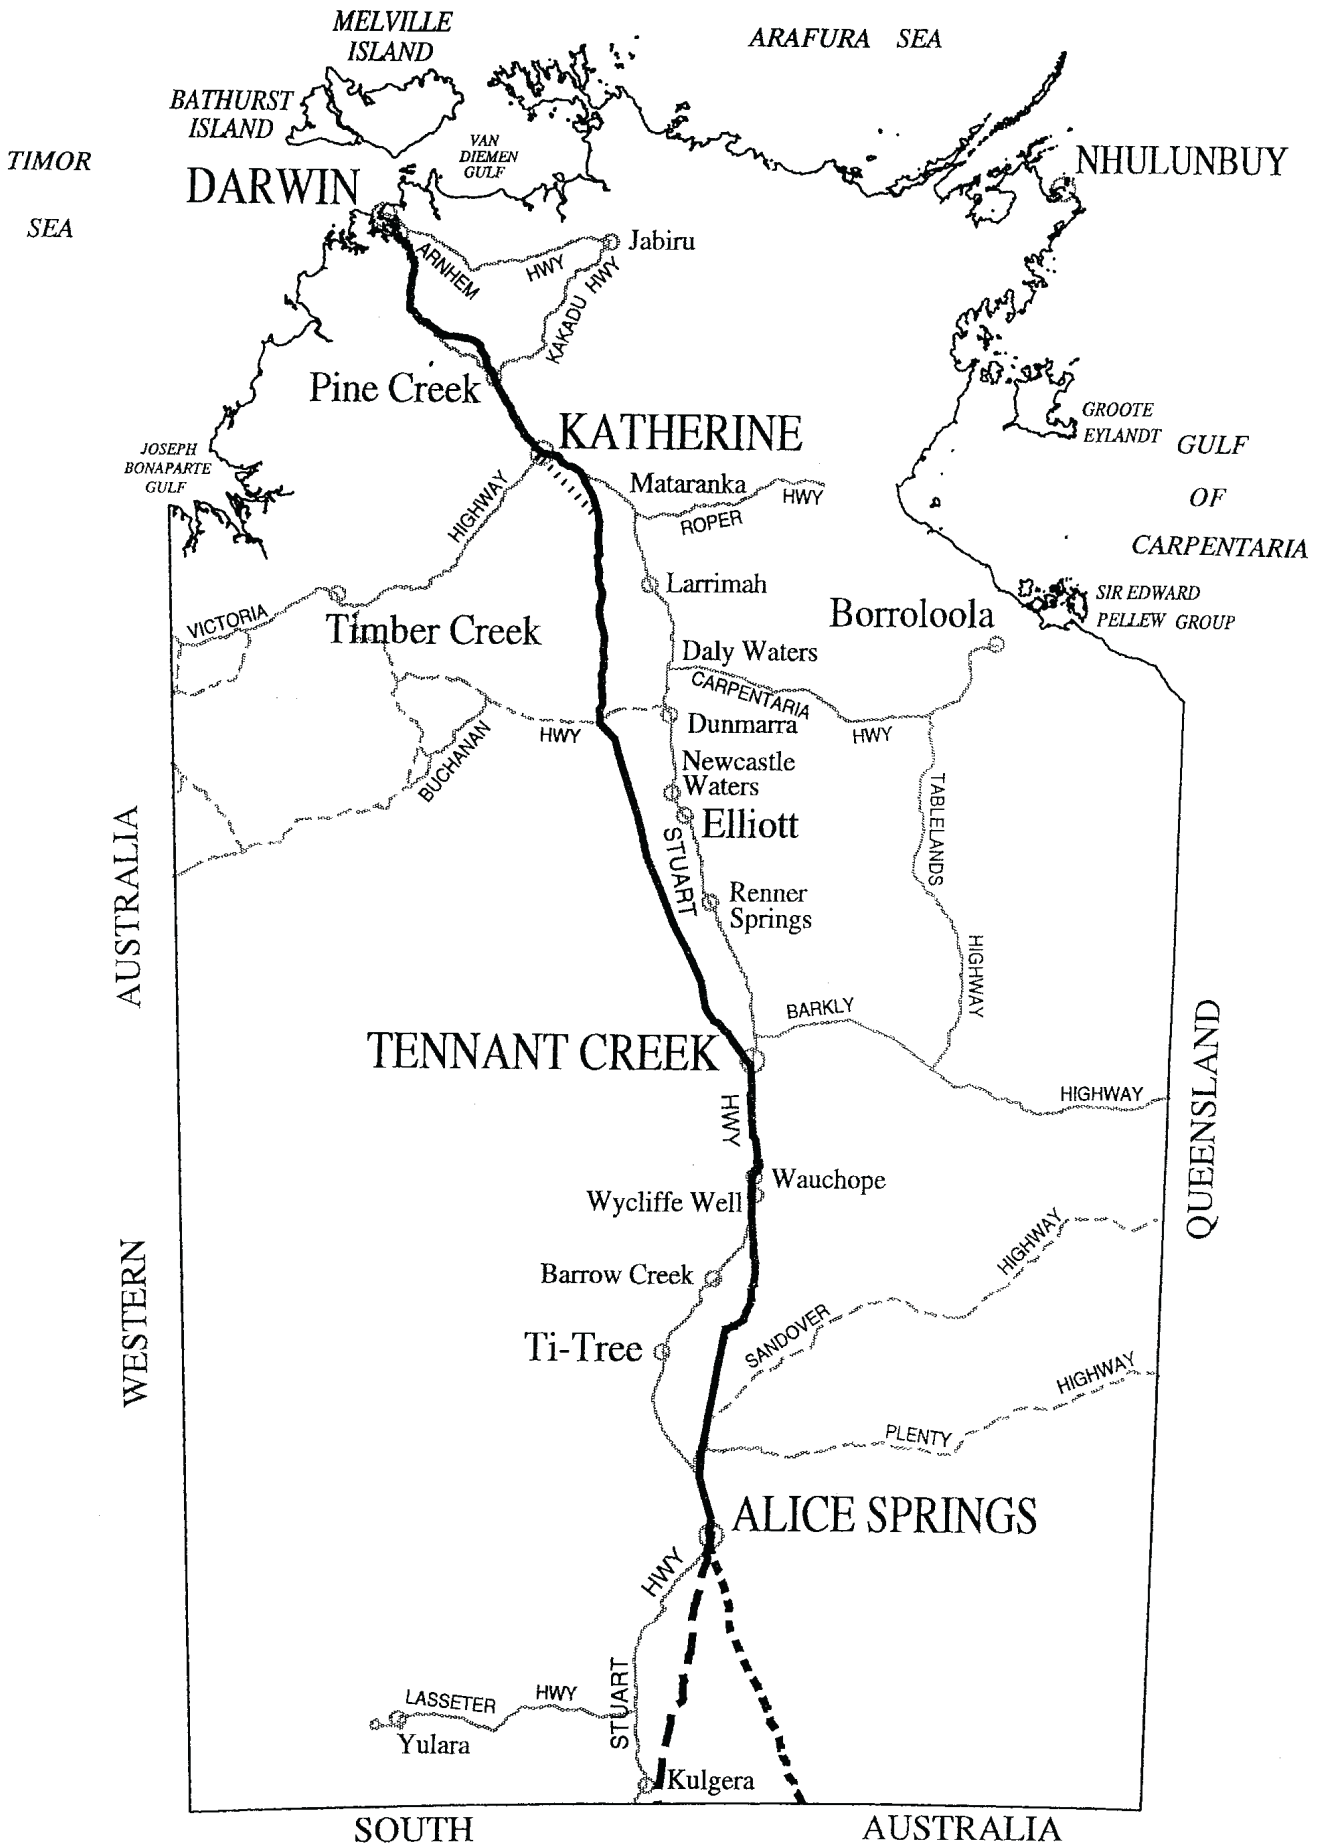 MELVILLE
ISLAND
ARAFURA SEA
BATHURST
ISLAND
VAN
DIEMEN
GULF
TIMOR
SEA
DARWIN
NHULUNBUY
Jabiru
ARNHEM
HWY
KAKADU HWY
Pine Creek
KATHERINE
GROOTE
EYLANDT
GULF
OF
CARPENTARIA
JOSEPH
BONAPARTE
GULF
HIGHWAY
Mataranka
HWY
ROPER
Larrimah
SIR EDWARD
PELLEW GROUP
VICTORIA
Timber Creek
Borroloola
Daly Waters
CARPENTARIA
HWY
Dunmarra
HWY
BUCHANAN
Newcastle
Waters
Elliott
STUART
TABLELANDS
HIGHWAY
Renner
Springs
AUSTRALIA
BARKLY
TENNANT CREEK
HIGHWAY
HWY
QUEENSLAND
Wauchope
Wycliffe Well
HIGHWAY
Barrow Creek
SANDOVER
WESTERN
Ti-Tree
HIGHWAY
PLENTY
ALICE SPRINGS
HWY
STUART
LASSETER
HWY
Yulara
Kulgera
SOUTH
AUSTRALIA